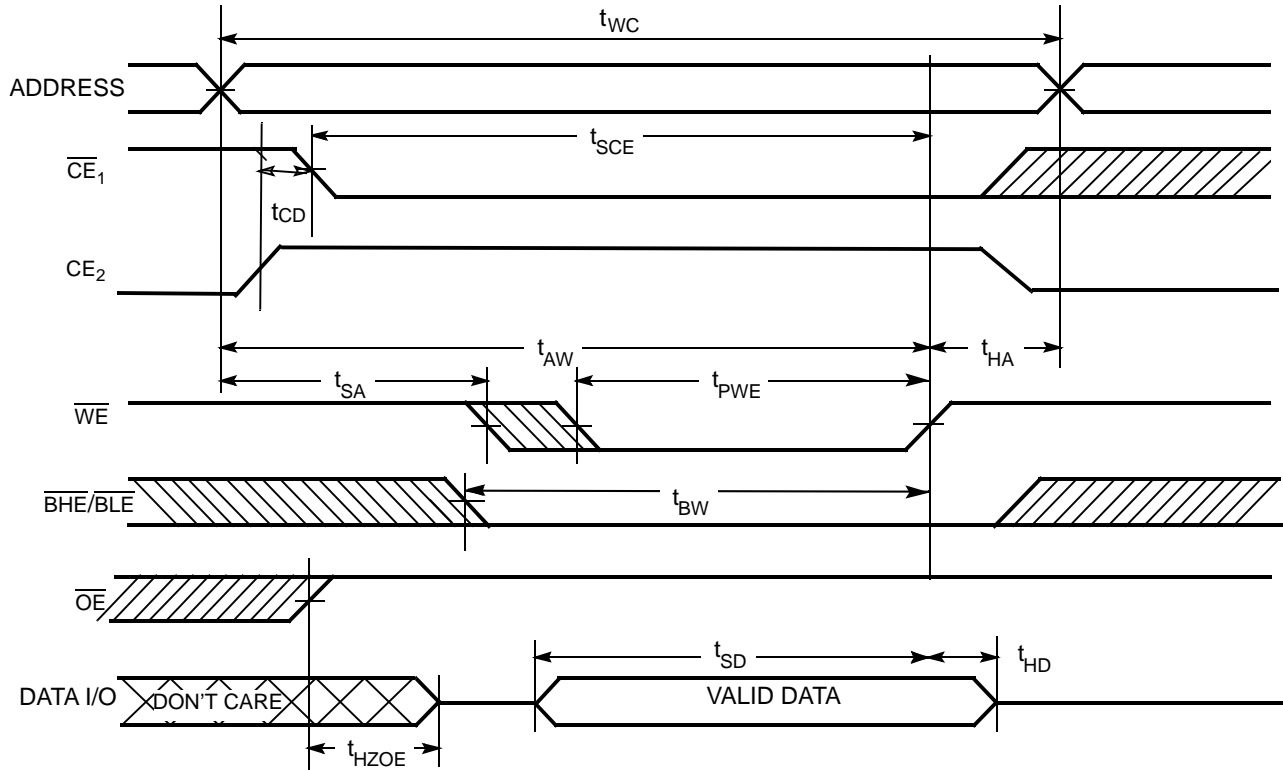 tWC
ADDRESS
tSCE
CE1
tCD
CE2
tAW
tHA
tSA
tPWE
WE
BHE/BLE
tBW
OE
tSD
tHD
DATA I/O
DON'T CARE
VALID DATA
tHZOE